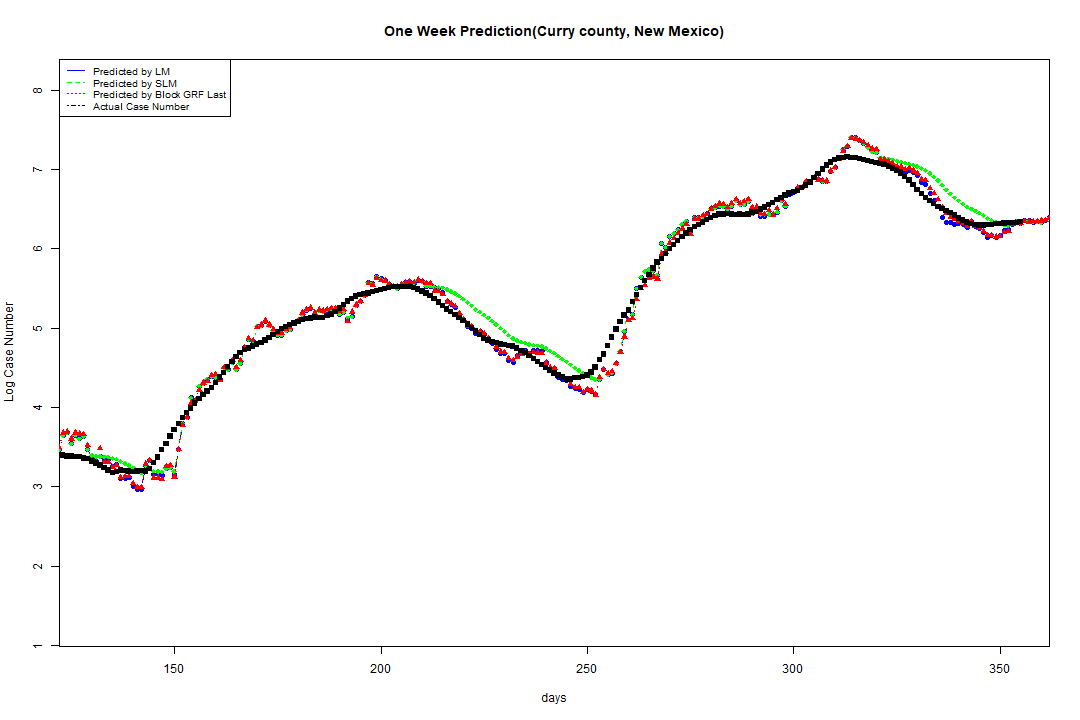 One Week Prediction(Curry county, New Mexico)
Predicted by LM
Predicted by SLM
Predicted by Block GRF Last
Actual Case Number
8
7
6
5
4
3
2
1
Log Case Number
150 200 250 300 350
days